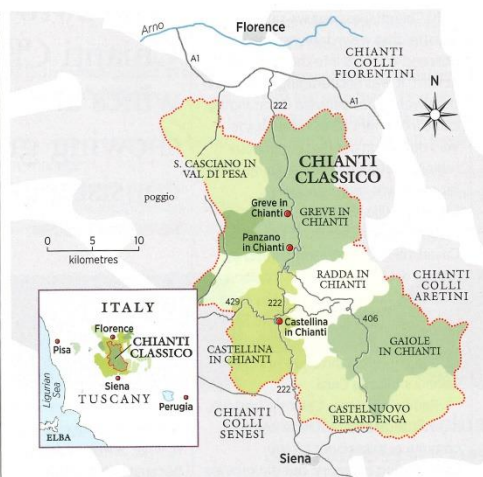 Arno
Florence
A1
CHIANTI
COLLI
FIORENTINI
222
A1
N
S. CASCIANO IN
VAL DI PESA
CHIANTI
CLASSICO
poggio
Greve in
Chianti
GREVE IN
CHIANTI
Panzano
in Chianti
0 5 10
kilometres
RADDA IN
CHIANTI
CHIANTI
COLLI
ARETINI
429
222
406
Castellina
in Chianti
CASTELLINA
IN CHIANTI
GAIOLE
IN CHIANTI
222
CASTELNUOVO
BERARDENGA
CHIANTI
COLLI
SENESI
Siena
ITALY
Florence
Pisa
CHIANTI
CLASSICO
Siena
TUSCANY
Ligurian
Sea
Perugia
ELBA